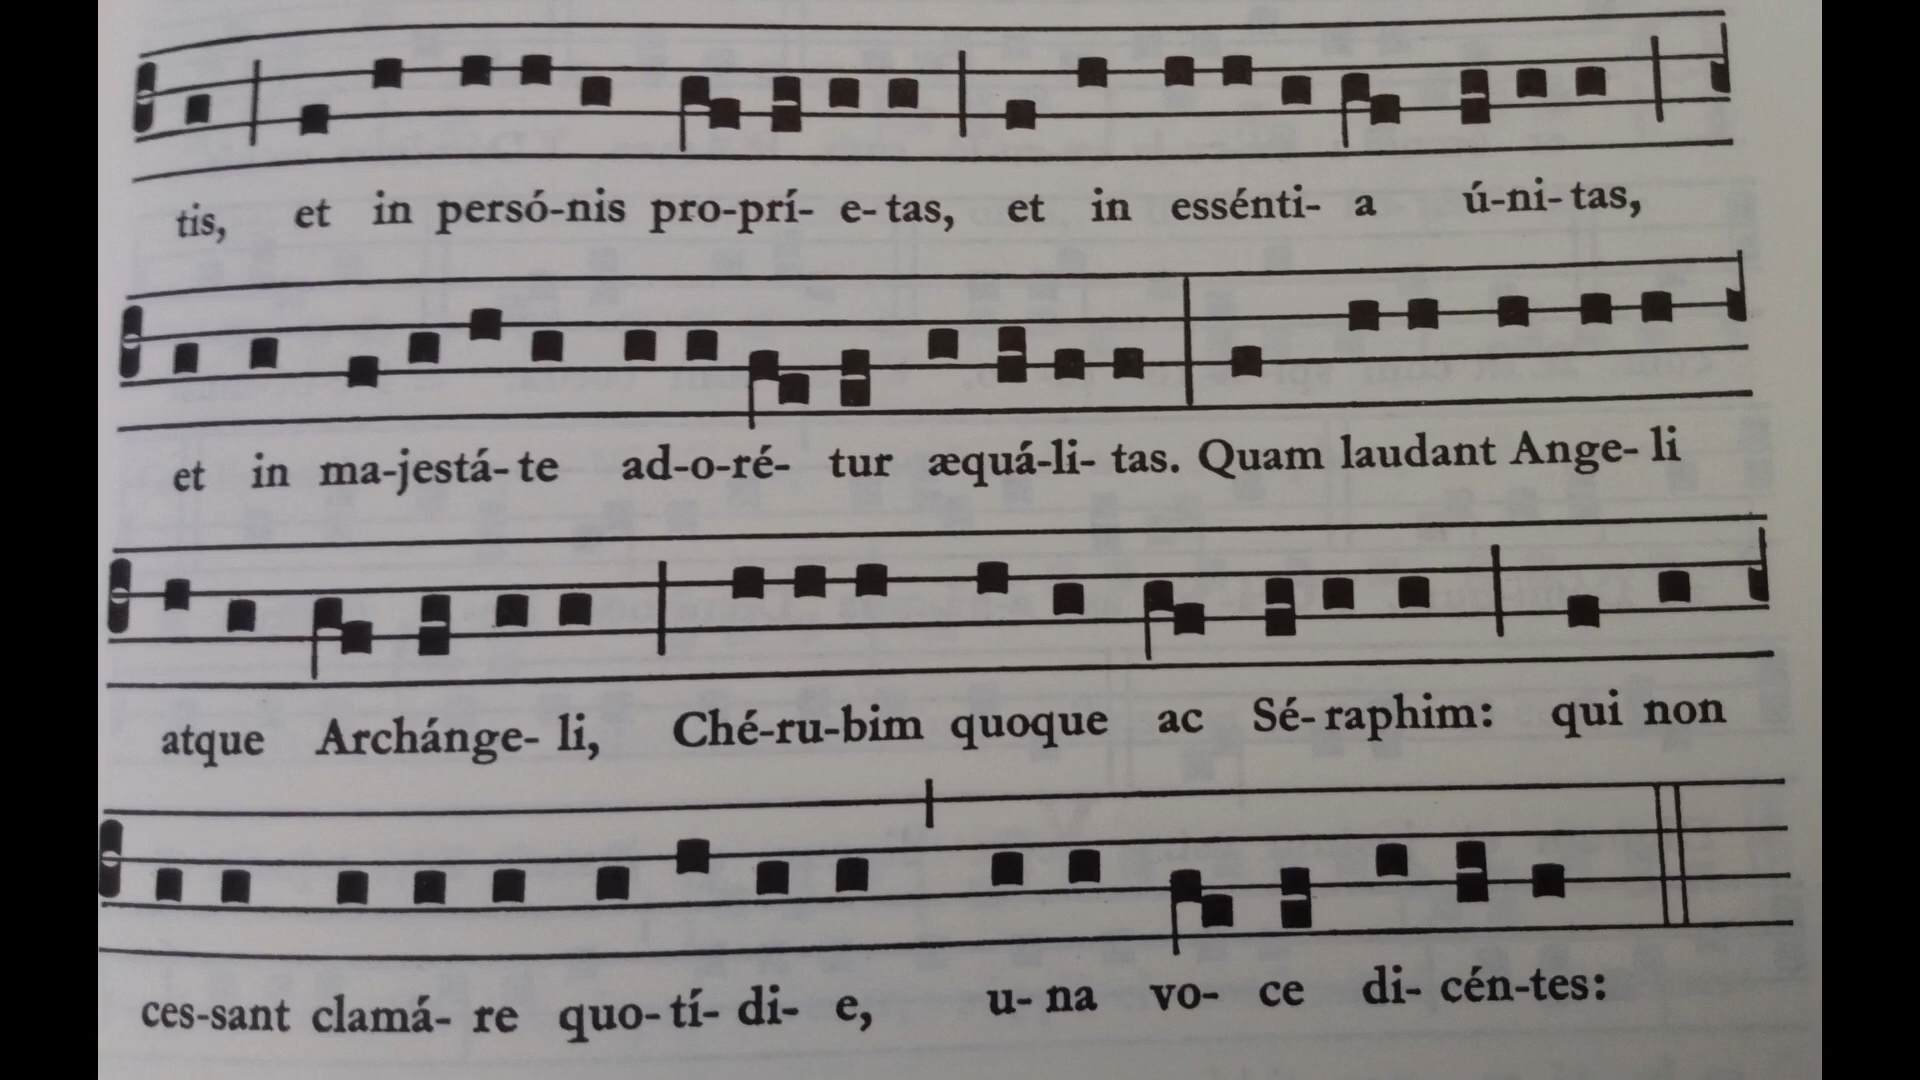 tis, et in persó-nis pro-prí- e-tas, et in essénti- a ú-ni-tas,
et in ma-jestá-te ad-o-ré- tur æquá-li- tas. Quam laudant Ange- li
atque Archánge- li, Ché-ru-bim quoque ac Sé-raphim: qui non
ces-sant clamá- re quo-tí- di- e, u- na vo- ce di- cén-tes: